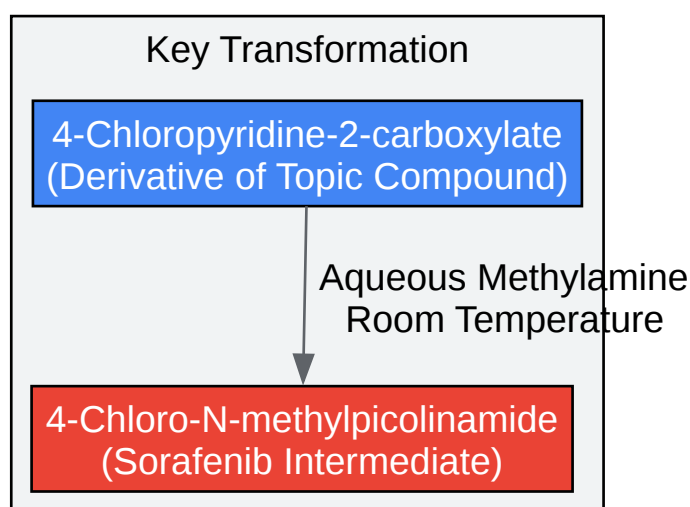 Key Transformation
4-Chloropyridine-2-carboxylate
(Derivative of Topic Compound)
Aqueous Methylamine
Room Temperature
4-Chloro-N-methylpicolinamide
(Sorafenib Intermediate)